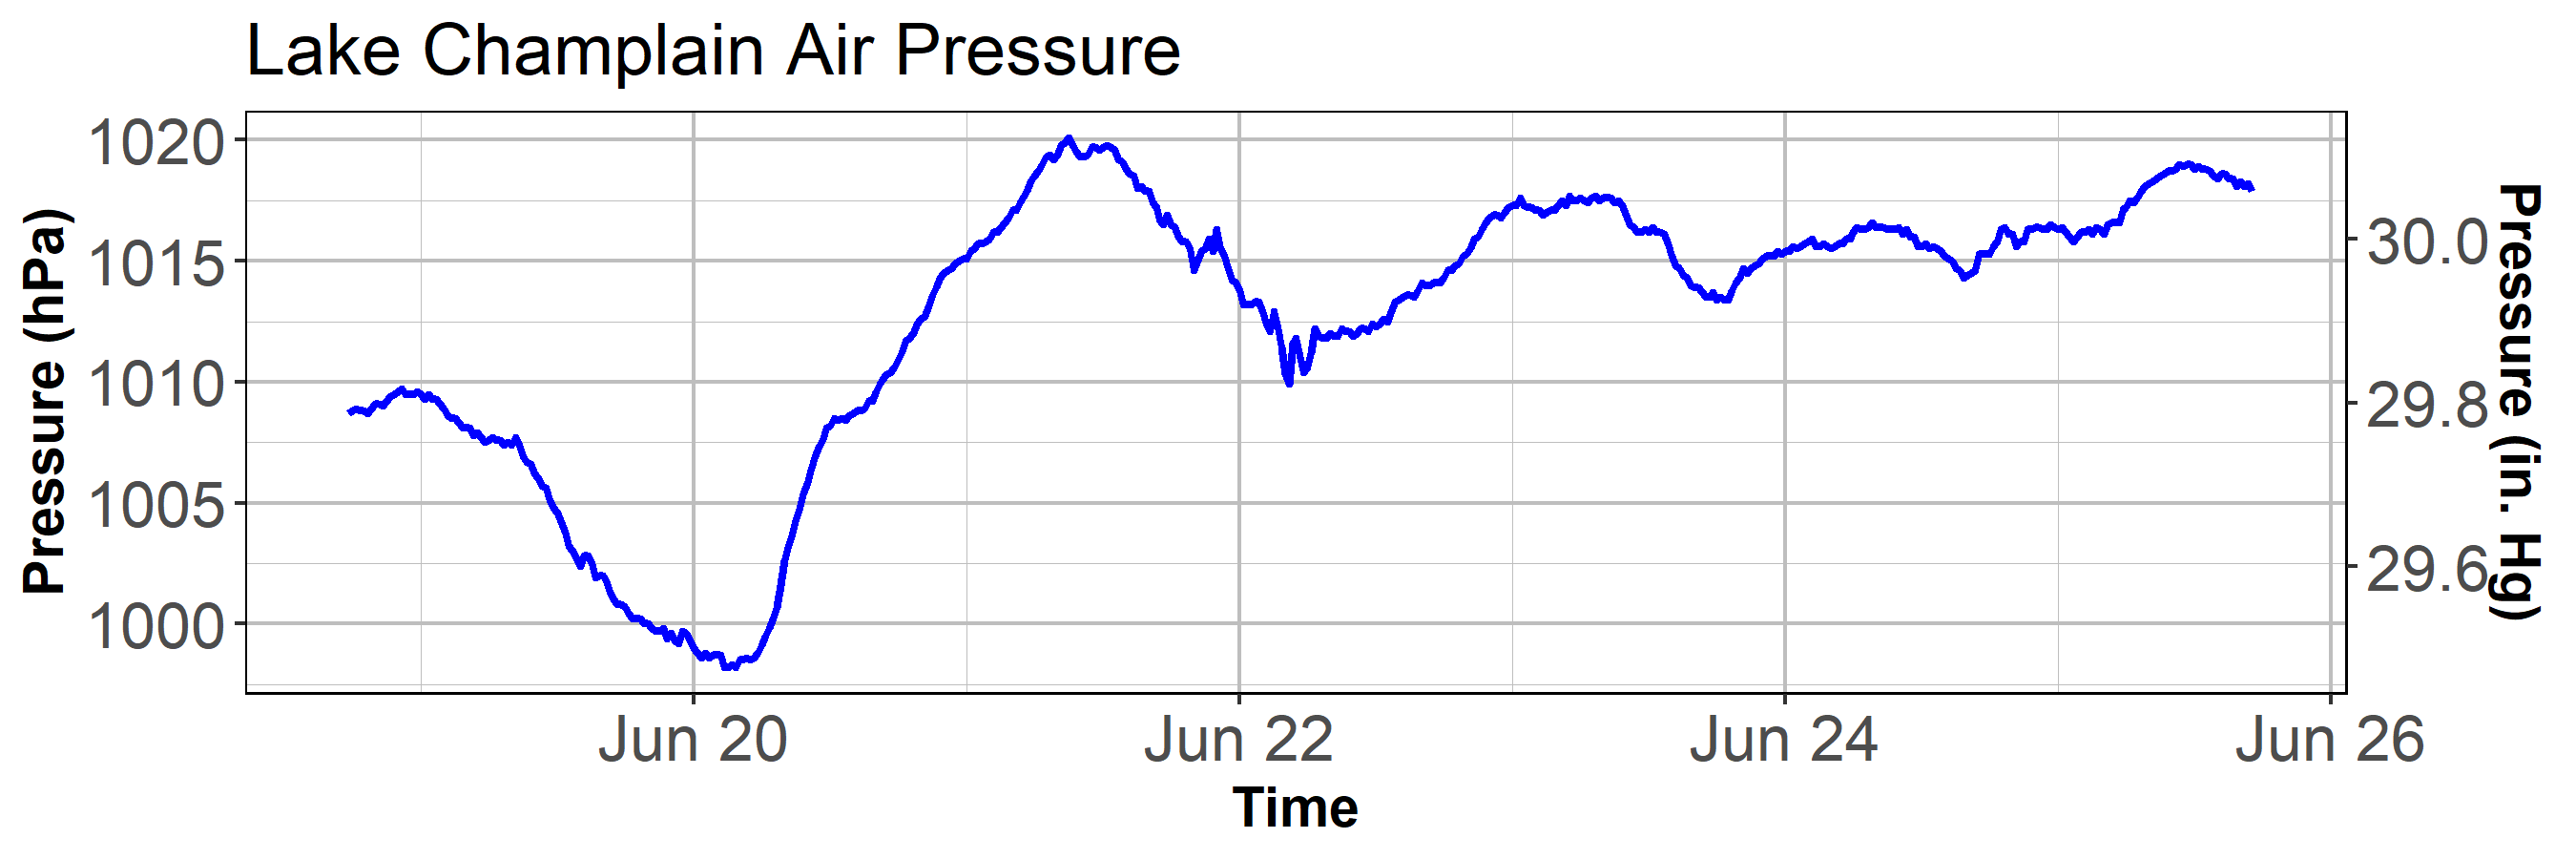 Lake Champlain Air Pressure
Pressure (hPa)
1020
1015
1010
1005
1000
30.0
29.8
29.6
Pressure (in. Hg)
Jun 20
Jun 22
Jun 24
Jun 26
Time